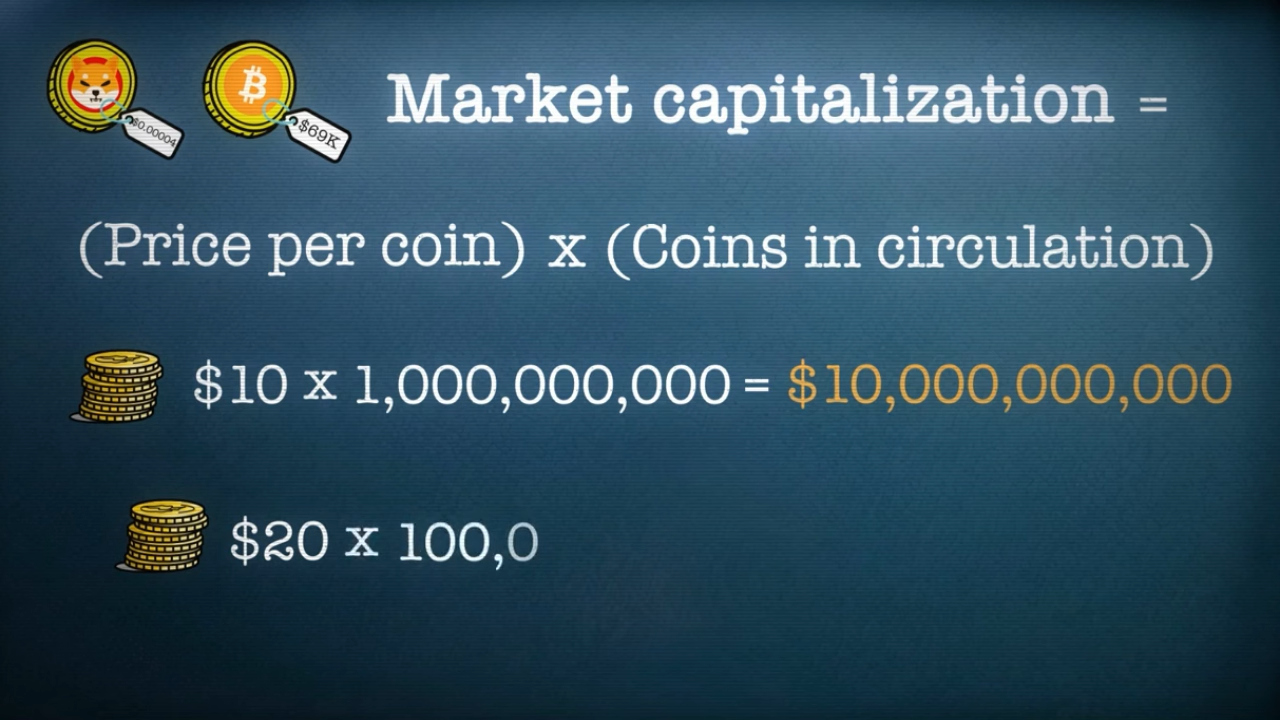 $0.00004 $69K Market capitalization =
(Price per coin) x (Coins in circulation)
$10 x 1,000,000,000 = $10,000,000,000
$20 x 100,0